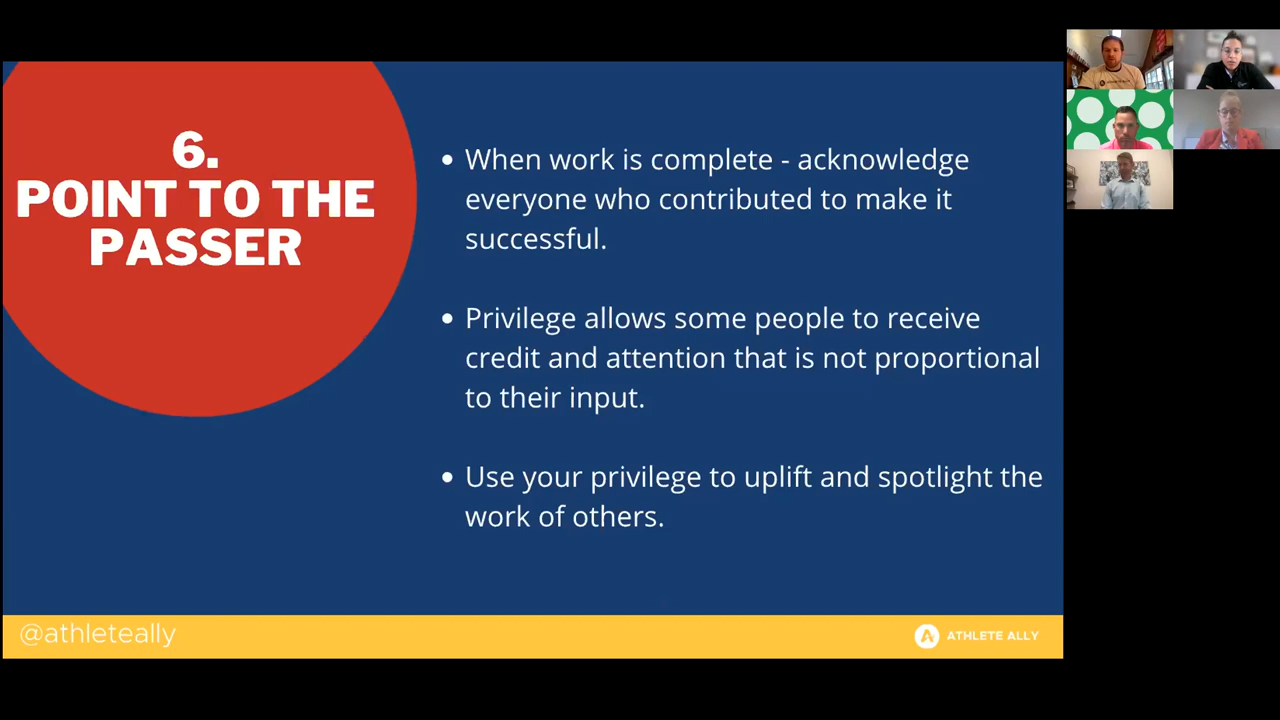 6.
POINT TO THE
PASSER
• When work is complete - acknowledge
everyone who contributed to make it
successful.
• Privilege allows some people to receive
credit and attention that is not proportional
to their input.
• Use your privilege to uplift and spotlight the
work of others.
@athleteally
A ATHLETE ALLY